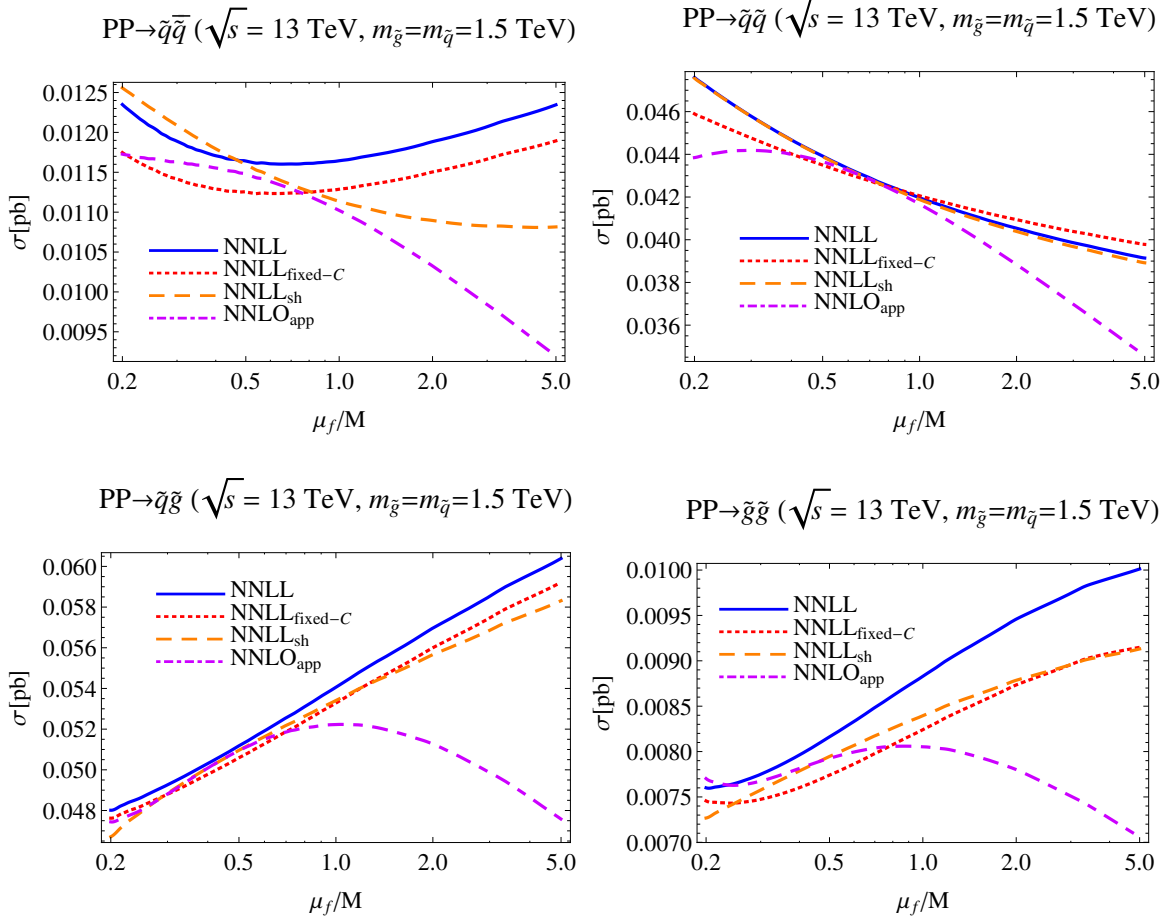 PP→q̃q̃̅ (√s = 13 TeV, m_g̃=m_q̃=1.5 TeV)
σ[pb]
0.0125
0.0120
0.0115
0.0110
0.0105
0.0100
0.0095
NNLL
NNLL_fixed−C
NNLL_sh
NNLO_app
0.2 0.5 1.0 2.0 5.0
μ_f/M
PP→q̃q̃ (√s = 13 TeV, m_g̃=m_q̃=1.5 TeV)
σ[pb]
0.046
0.044
0.042
0.040
0.038
0.036
NNLL
NNLL_fixed−C
NNLL_sh
NNLO_app
0.2 0.5 1.0 2.0 5.0
μ_f/M
PP→q̃g̃ (√s = 13 TeV, m_g̃=m_q̃=1.5 TeV)
σ[pb]
0.060
0.058
0.056
0.054
0.052
0.050
0.048
NNLL
NNLL_fixed−C
NNLL_sh
NNLO_app
0.2 0.5 1.0 2.0 5.0
μ_f/M
PP→g̃g̃ (√s = 13 TeV, m_g̃=m_q̃=1.5 TeV)
σ[pb]
0.0100
0.0095
0.0090
0.0085
0.0080
0.0075
0.0070
NNLL
NNLL_fixed−C
NNLL_sh
NNLO_app
0.2 0.5 1.0 2.0 5.0
μ_f/M